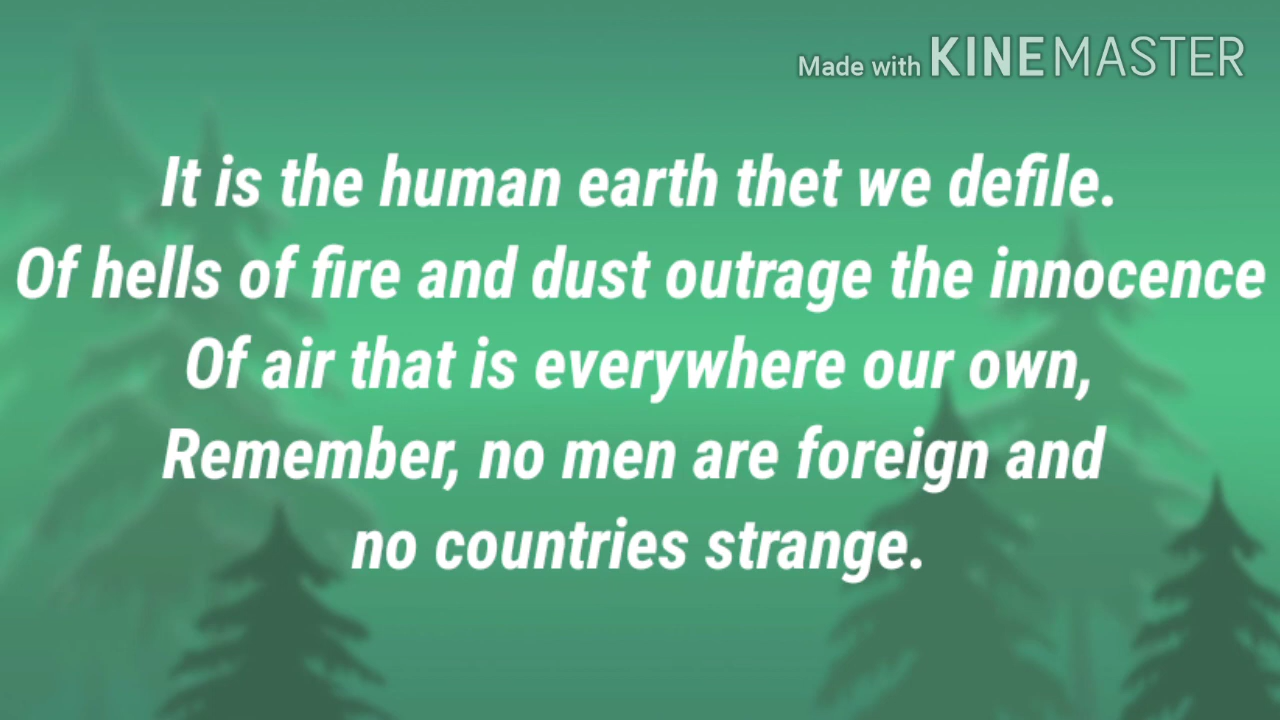 Made with KINEMASTER
It is the human earth thet we defile.
Of hells of fire and dust outrage the innocence
Of air that is everywhere our own,
Remember, no men are foreign and
no countries strange.